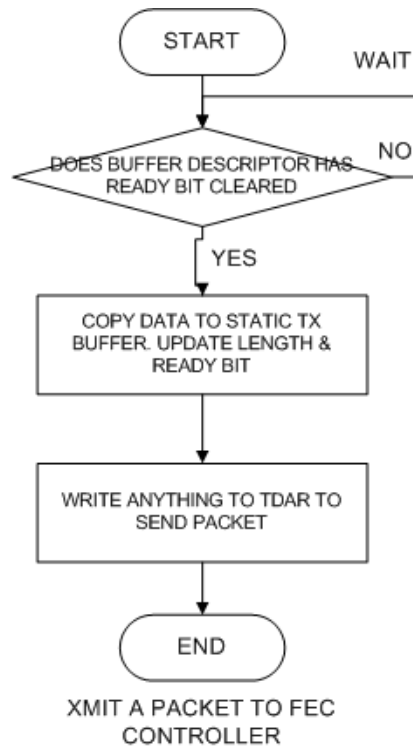 START
WAIT
DOES BUFFER DESCRIPTOR HAS
READY BIT CLEARED
NO
YES
COPY DATA TO STATIC TX
BUFFER. UPDATE LENGTH &
READY BIT
WRITE ANYTHING TO TDAR TO
SEND PACKET
END
XMIT A PACKET TO FEC
CONTROLLER